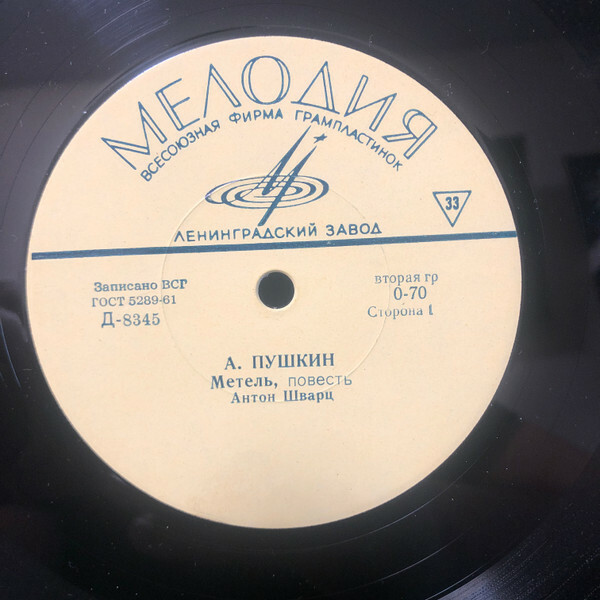 МЕЛОДИЯ
ВСЕСОЮЗНАЯ ФИРМА ГРАМПЛАСТИНОК
33
ЛЕНИНГРАДСКИЙ ЗАВОД
Записано ВСГ
ГОСТ 5289-61
Д-8345
вторая гр
0-70
Сторона 1
А. ПУШКИН
Метель, повесть
Антон Шварц